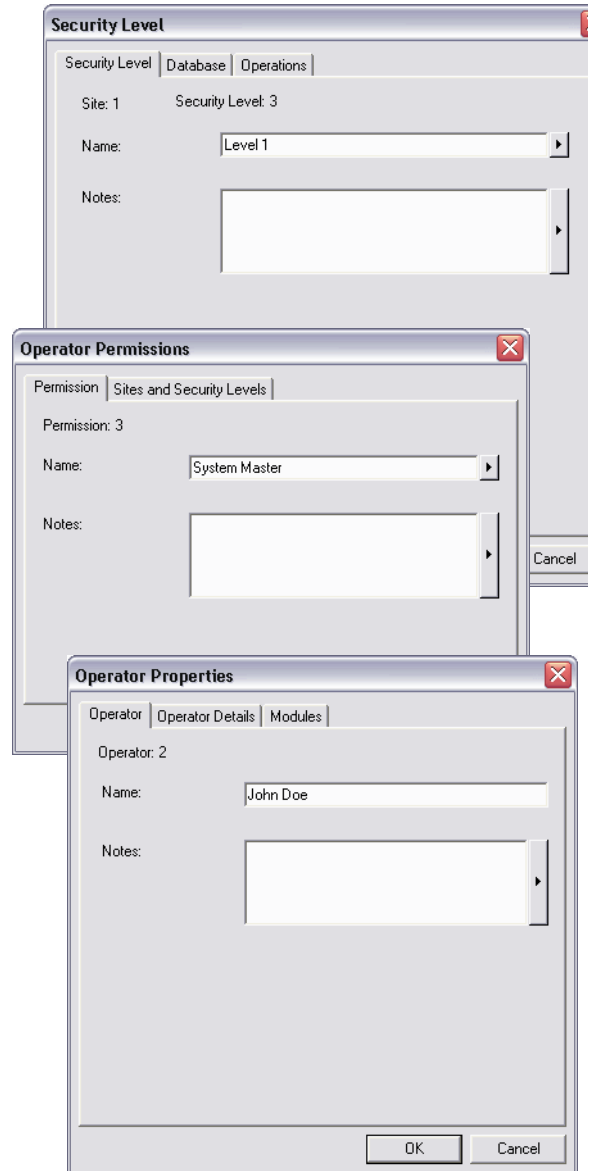 Security Level
Security Level Database Operations
Site: 1 Security Level: 3
Name: Level 1
Notes:
Cancel
Operator Permissions
Permission Sites and Security Levels
Permission: 3
Name: System Master
Notes:
Operator Properties
Operator Operator Details Modules
Operator: 2
Name: John Doe
Notes:
OK Cancel